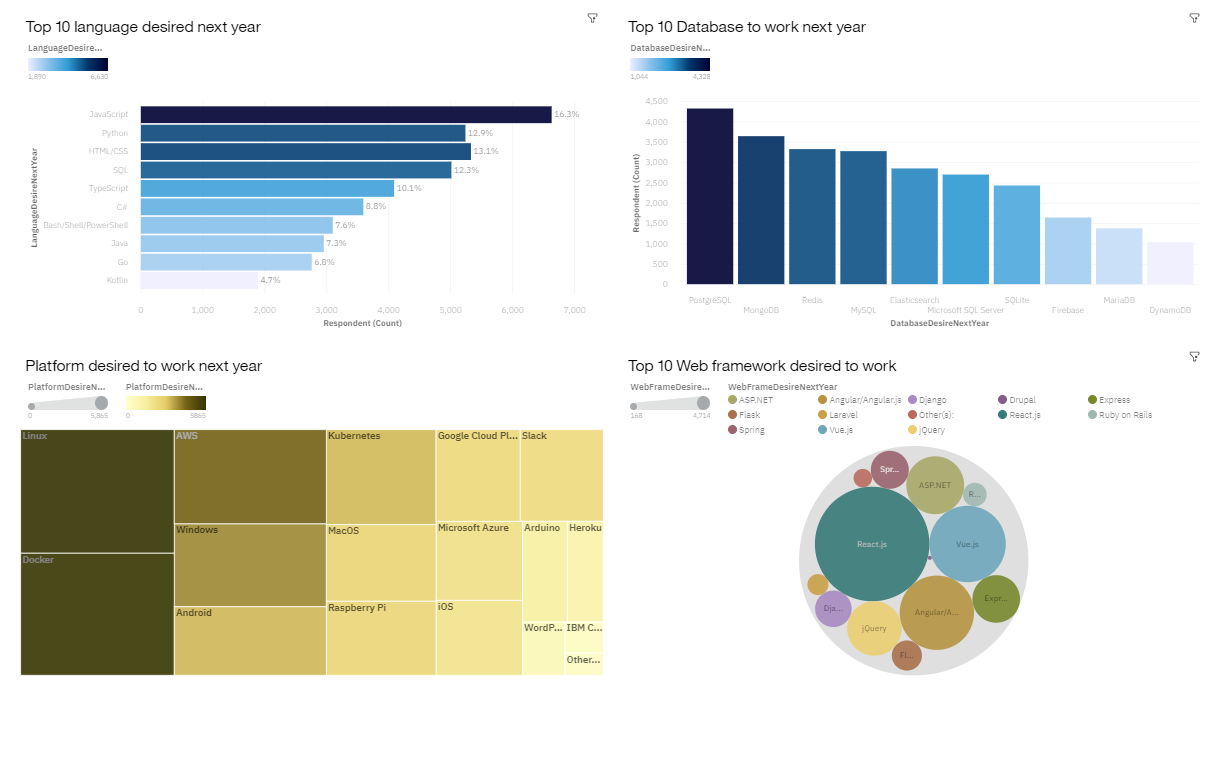 Top 10 language desired next year
LanguageDesire...
1,890 6,630
JavaScript 16.3%
Python 12.9%
HTML/CSS 13.1%
SQL 12.3%
TypeScript 10.1%
C# 8.8%
Bash/Shell/PowerShell 7.6%
Java 7.3%
Go 6.8%
Kotlin 4.7%
LanguageDesireNextYear
0 1,000 2,000 3,000 4,000 5,000 6,000 7,000
Respondent (Count)
Top 10 Database to work next year
DatabaseDesireN...
1,044 4,328
4,500
4,000
3,500
3,000
2,500
2,000
1,500
1,000
500
0
Respondent (Count)
PostgreSQL Redis Elasticsearch SQLite MariaDB
MongoDB MySQL Microsoft SQL Server Firebase DynamoDB
DatabaseDesireNextYear
Platform desired to work next year
PlatformDesireN... PlatformDesireN...
0 5,865 0 5865
Linux AWS Kubernetes Google Cloud Pl... Slack
Windows MacOS Microsoft Azure Arduino Heroku
Docker
Android Raspberry Pi iOS
WordP... IBM C...
Other...
Top 10 Web framework desired to work
WebFrameDesire... WebFrameDesireNextYear
168 4,714
ASP.NET Angular/Angular.js Django Drupal Express
Flask Laravel Other(s): React.js Ruby on Rails
Spring Vue.js jQuery
Spr...
ASP.NET
R...
React.js Vue.js
Expr...
Dja... Angular/A...
jQuery
Fl...